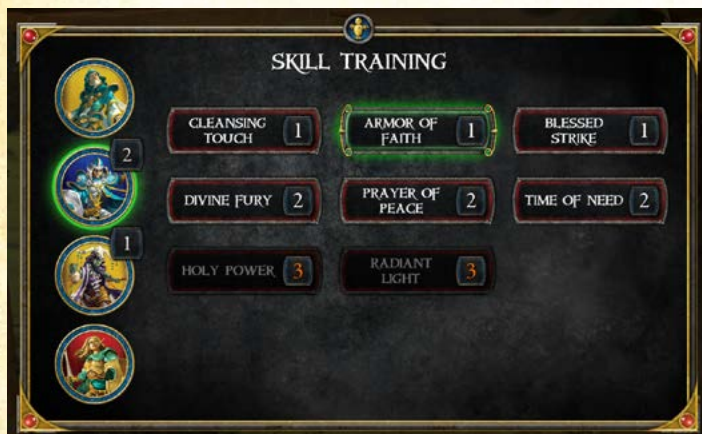 SKILL TRAINING
CLEANSING TOUCH 1
ARMOR OF FAITH 1
BLESSED STRIKE 1
2
DIVINE FURY 2
PRAYER OF PEACE 2
TIME OF NEED 2
1
HOLY POWER 3
RADIANT LIGHT 3